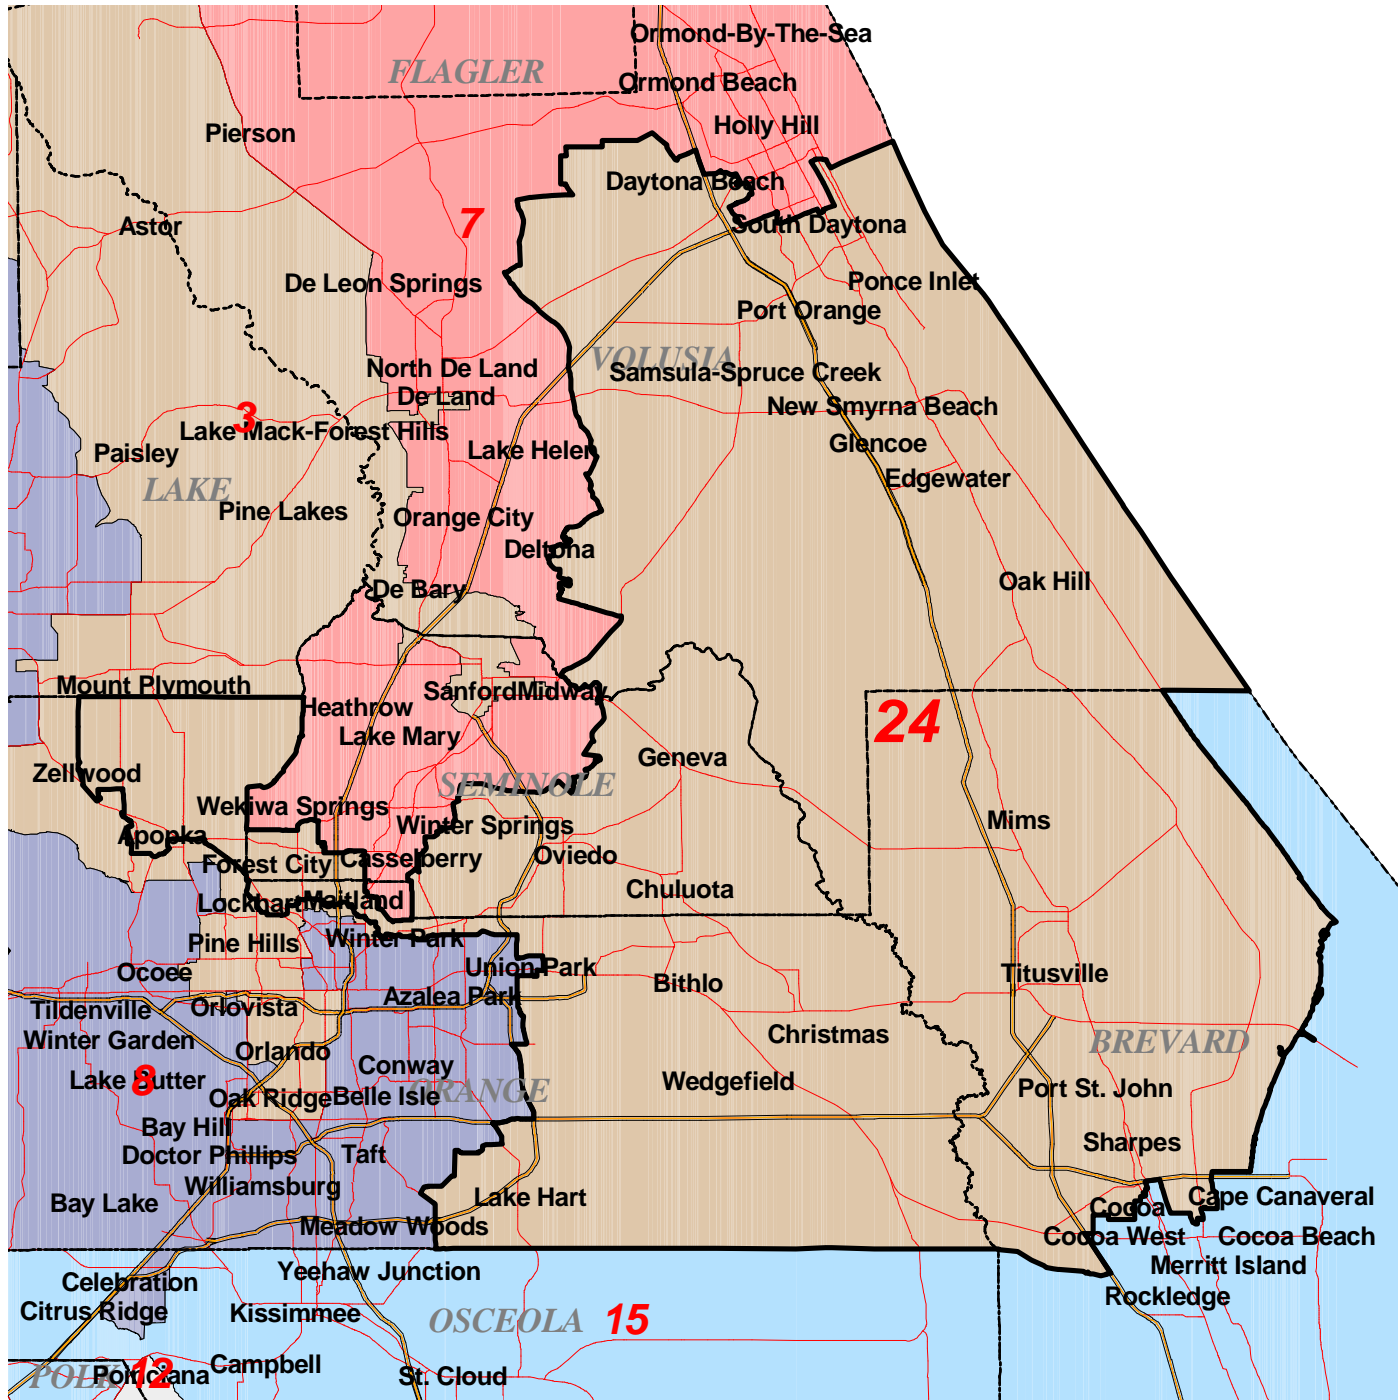 Ormond-By-The-Sea
FLAGLER
Ormond Beach
Holly Hill
Pierson
Daytona Beach
7
Astor
South Daytona
De Leon Springs
Ponce Inlet
Port Orange
VOLUSIA
North De Land
Samsula-Spruce Creek
De Land
New Smyrna Beach
3
Lake Mack-Forest Hills
Glencoe
Paisley
Lake Helen
Edgewater
LAKE
Pine Lakes
Orange City
Deltona
Oak Hill
De Bary
Mount Plymouth
Sanford
Midway
Heathrow
24
Lake Mary
Geneva
Zellwood
SEMINOLE
Wekiwa Springs
Mims
Winter Springs
Apopka
Forest City
Casselberry
Oviedo
Chuluota
Lockhart
Maitland
Pine Hills
Winter Park
Ocoee
Union Park
Titusville
Bithlo
Azalea Park
Tildenville
Orlovista
Winter Garden
Christmas
BREVARD
Orlando
Conway
Lake Butter
8
Wedgefield
ORANGE
Port St. John
Oak Ridge
Belle Isle
Bay Hill
Sharpes
Doctor Phillips
Taft
Williamsburg
Bay Lake
Lake Hart
Cape Canaveral
Cocoa
Meadow Woods
Cocoa West
Cocoa Beach
Merritt Island
Yeehaw Junction
Celebration
Rockledge
Citrus Ridge
Kissimmee
OSCEOLA
15
Campbell
POLK
Poinciana
12
St. Cloud